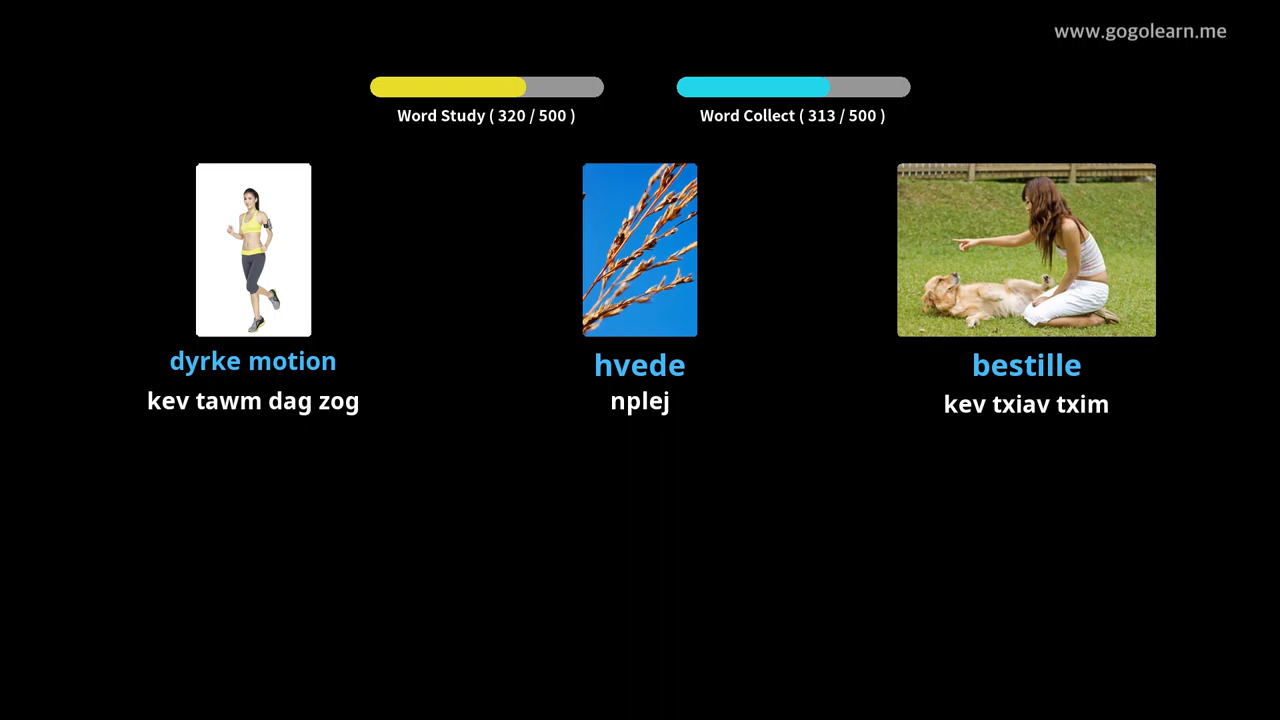 www.gogolearn.me
Word Study ( 320 / 500 )
Word Collect ( 313 / 500 )
dyrke motion
kev tawm dag zog
hvede
nplej
bestille
kev txiav txim